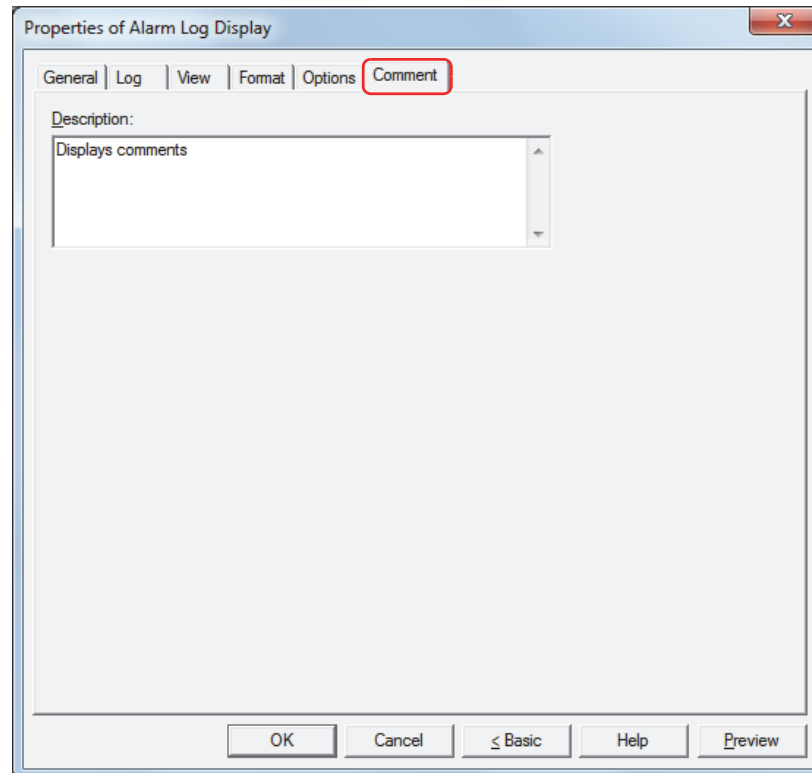 Properties of Alarm Log Display
X
General Log View Format Options Comment
Description:
Displays comments
OK Cancel < Basic Help Preview